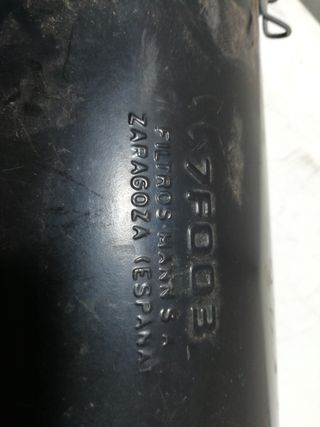 7F003
FILTROS MANN S A
ZARAGOZA (ESPAÑA)